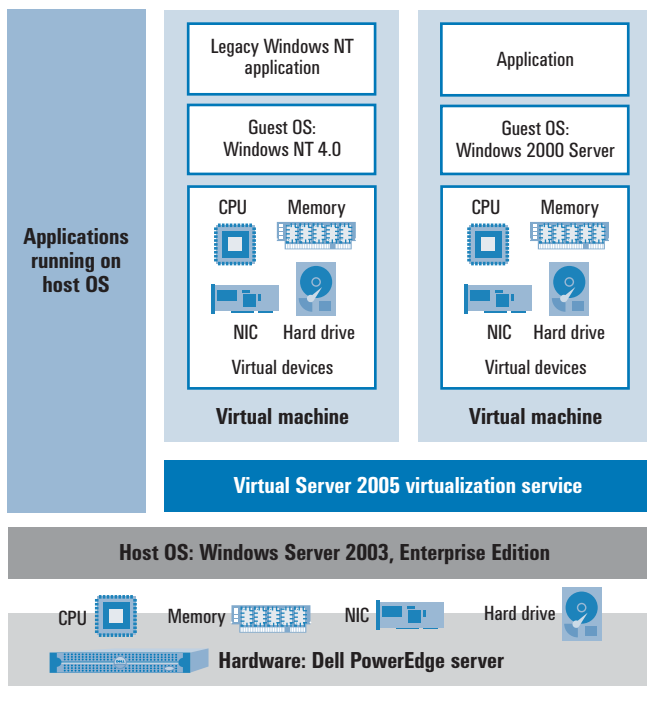 Applications
running on
host OS
Legacy Windows NT
application
Guest OS:
Windows NT 4.0
CPU
Memory
NIC
Hard drive
Virtual devices
Virtual machine
Application
Guest OS:
Windows 2000 Server
CPU
Memory
NIC
Hard drive
Virtual devices
Virtual machine
Virtual Server 2005 virtualization service
Host OS: Windows Server 2003, Enterprise Edition
CPU
Memory
NIC
Hard drive
DELL
Hardware: Dell PowerEdge server